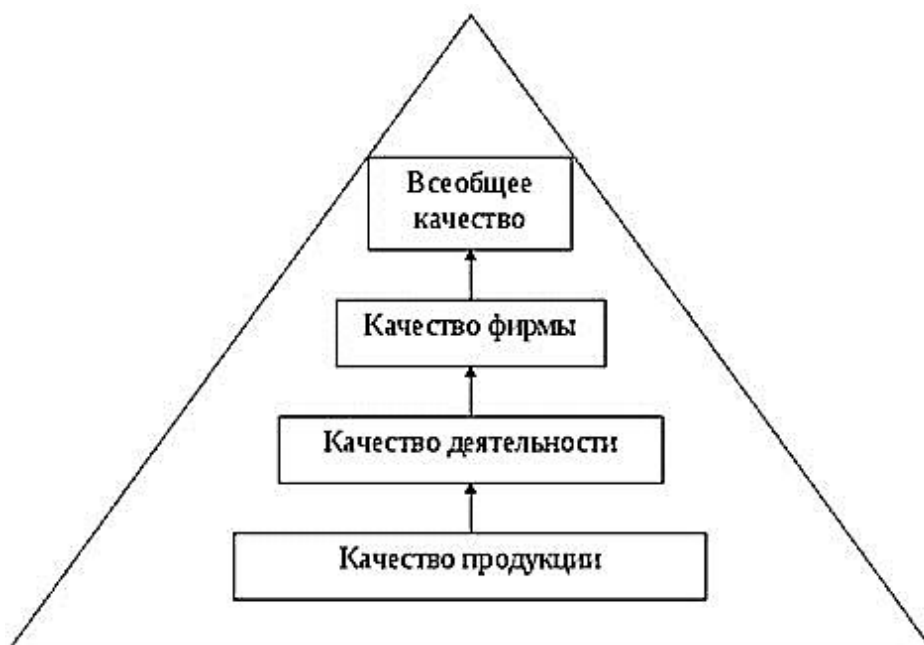 Всеобщее
качество
Качество фирмы
Качество деятельности
Качество продукции